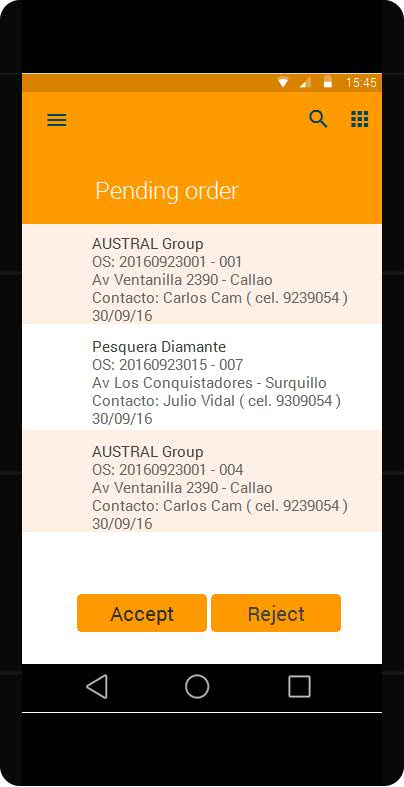 15:45
Pending order
AUSTRAL Group
OS: 20160923001 - 001
Av Ventanilla 2390 - Callao
Contacto: Carlos Cam ( cel. 9239054 )
30/09/16
Pesquera Diamante
OS: 20160923015 - 007
Av Los Conquistadores - Surquillo
Contacto: Julio Vidal ( cel. 9309054 )
30/09/16
AUSTRAL Group
OS: 20160923001 - 004
Av Ventanilla 2390 - Callao
Contacto: Carlos Cam ( cel. 9239054 )
30/09/16
Accept Reject